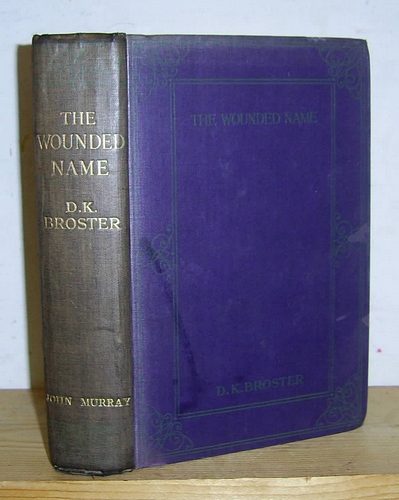 THE
WOUNDED
NAME
D.K.
BROSTER
JOHN MURRAY
THE WOUNDED NAME
D.K.BROSTER